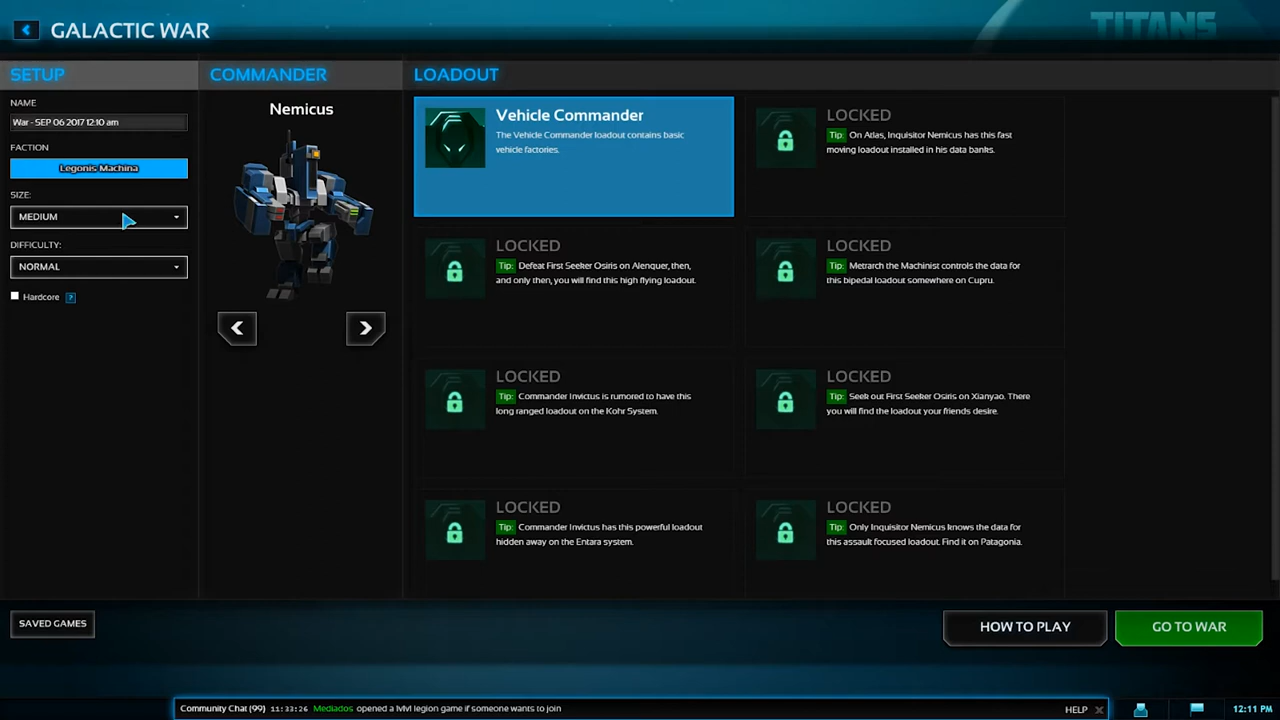 GALACTIC WAR
TITANS
SETUP
NAME
War - SEP 06 2017 12:10 am
FACTION
Legonis Machina
SIZE:
MEDIUM
DIFFICULTY:
NORMAL
Hardcore ?
COMMANDER
Nemicus
LOADOUT
Vehicle Commander
The Vehicle Commander loadout contains basic
vehicle factories.
LOCKED
Tip: On Atlas, Inquisitor Nemicus has this fast
moving loadout installed in his data banks.
LOCKED
Tip: Defeat First Seeker Osiris on Alenquer, then,
and only then, you will find this high flying loadout.
LOCKED
Tip: Metrarch the Machinist controls the data for
this bipedal loadout somewhere on Cupru.
LOCKED
Tip: Commander Invictus is rumored to have this
long ranged loadout on the Kohr System.
LOCKED
Tip: Seek out First Seeker Osiris on Xianyao. There
you will find the loadout your friends desire.
LOCKED
Tip: Commander Invictus has this powerful loadout
hidden away on the Entara system.
LOCKED
Tip: Only Inquisitor Nemicus knows the data for
this assault focused loadout. Find it on Patagonia.
SAVED GAMES
HOW TO PLAY
GO TO WAR
Community Chat (99) 11:33:26 Mediados opened a 1v1v1 legion game if someone wants to join
HELP
12:11 PM